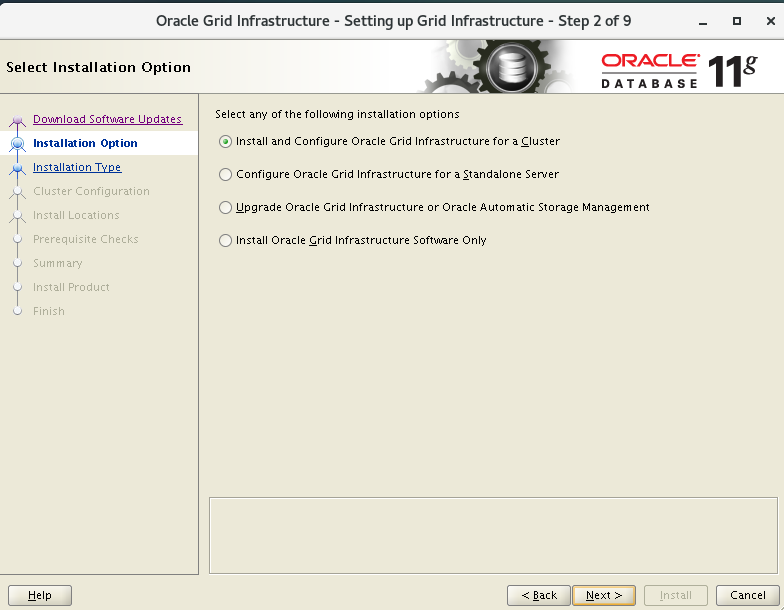 Oracle Grid Infrastructure - Setting up Grid Infrastructure - Step 2 of 9
Select Installation Option
ORACLE®
DATABASE 11g
Download Software Updates
Installation Option
Installation Type
Cluster Configuration
Install Locations
Prerequisite Checks
Summary
Install Product
Finish
Select any of the following installation options
Install and Configure Oracle Grid Infrastructure for a Cluster
Configure Oracle Grid Infrastructure for a Standalone Server
Upgrade Oracle Grid Infrastructure or Oracle Automatic Storage Management
Install Oracle Grid Infrastructure Software Only
Help
< Back
Next >
Install
Cancel